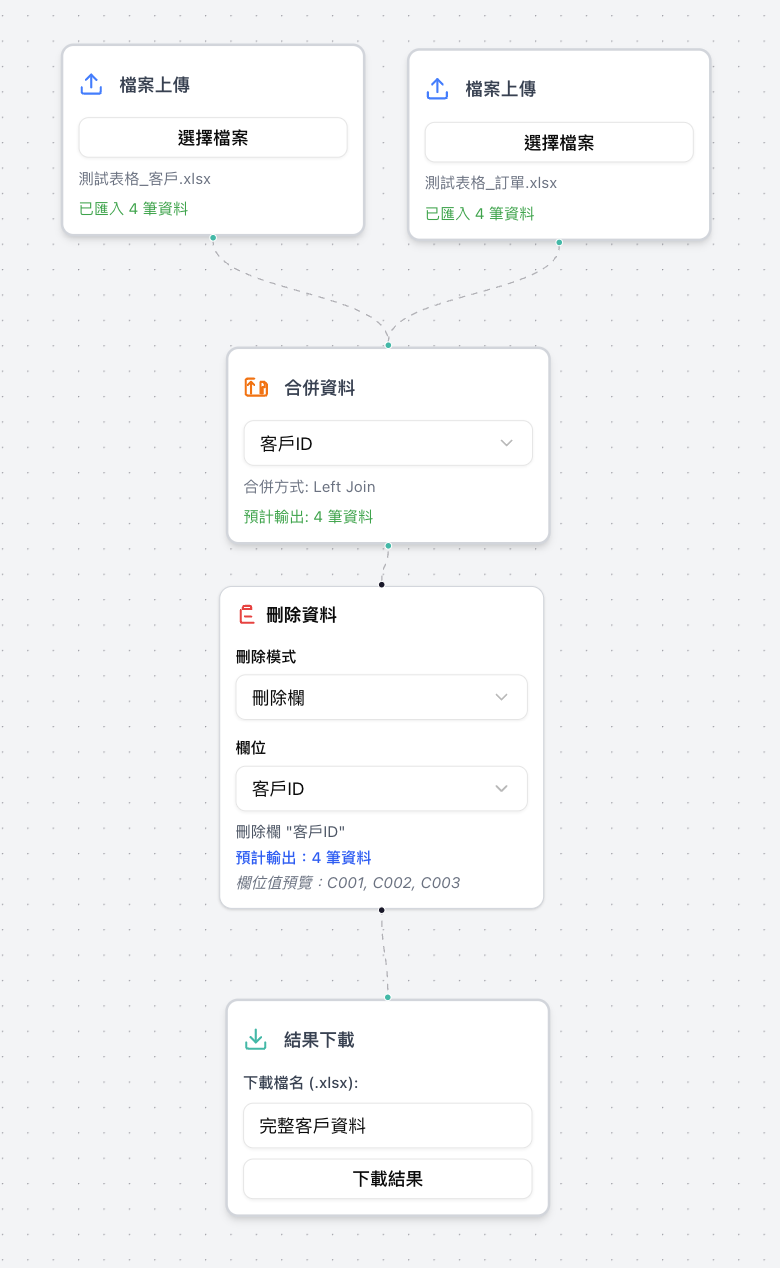 檔案上傳
選擇檔案
測試表格_客戶.xlsx
已匯入 4 筆資料
檔案上傳
選擇檔案
測試表格_訂單.xlsx
已匯入 4 筆資料
合併資料
客戶ID
合併方式: Left Join
預計輸出: 4 筆資料
刪除資料
刪除模式
刪除欄
欄位
客戶ID
刪除欄 "客戶ID"
預計輸出：4 筆資料
欄位值預覽：C001, C002, C003
結果下載
下載檔名 (.xlsx):
完整客戶資料
下載結果